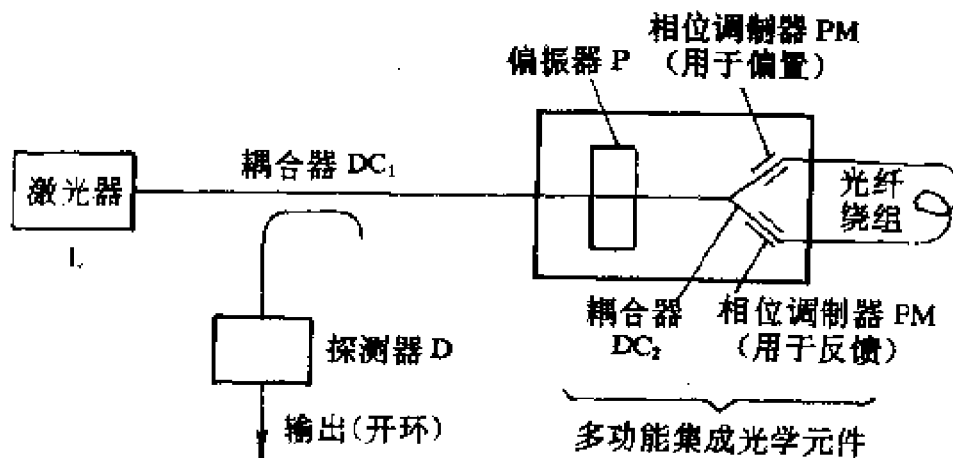 相位调制器 PM
（用于偏置）
偏振器 P
耦合器 DC₁
激光器
L
光纤
绕组
耦合器
DC₂
相位调制器 PM
（用于反馈）
探测器 D
输出（开环）
多功能集成光学元件